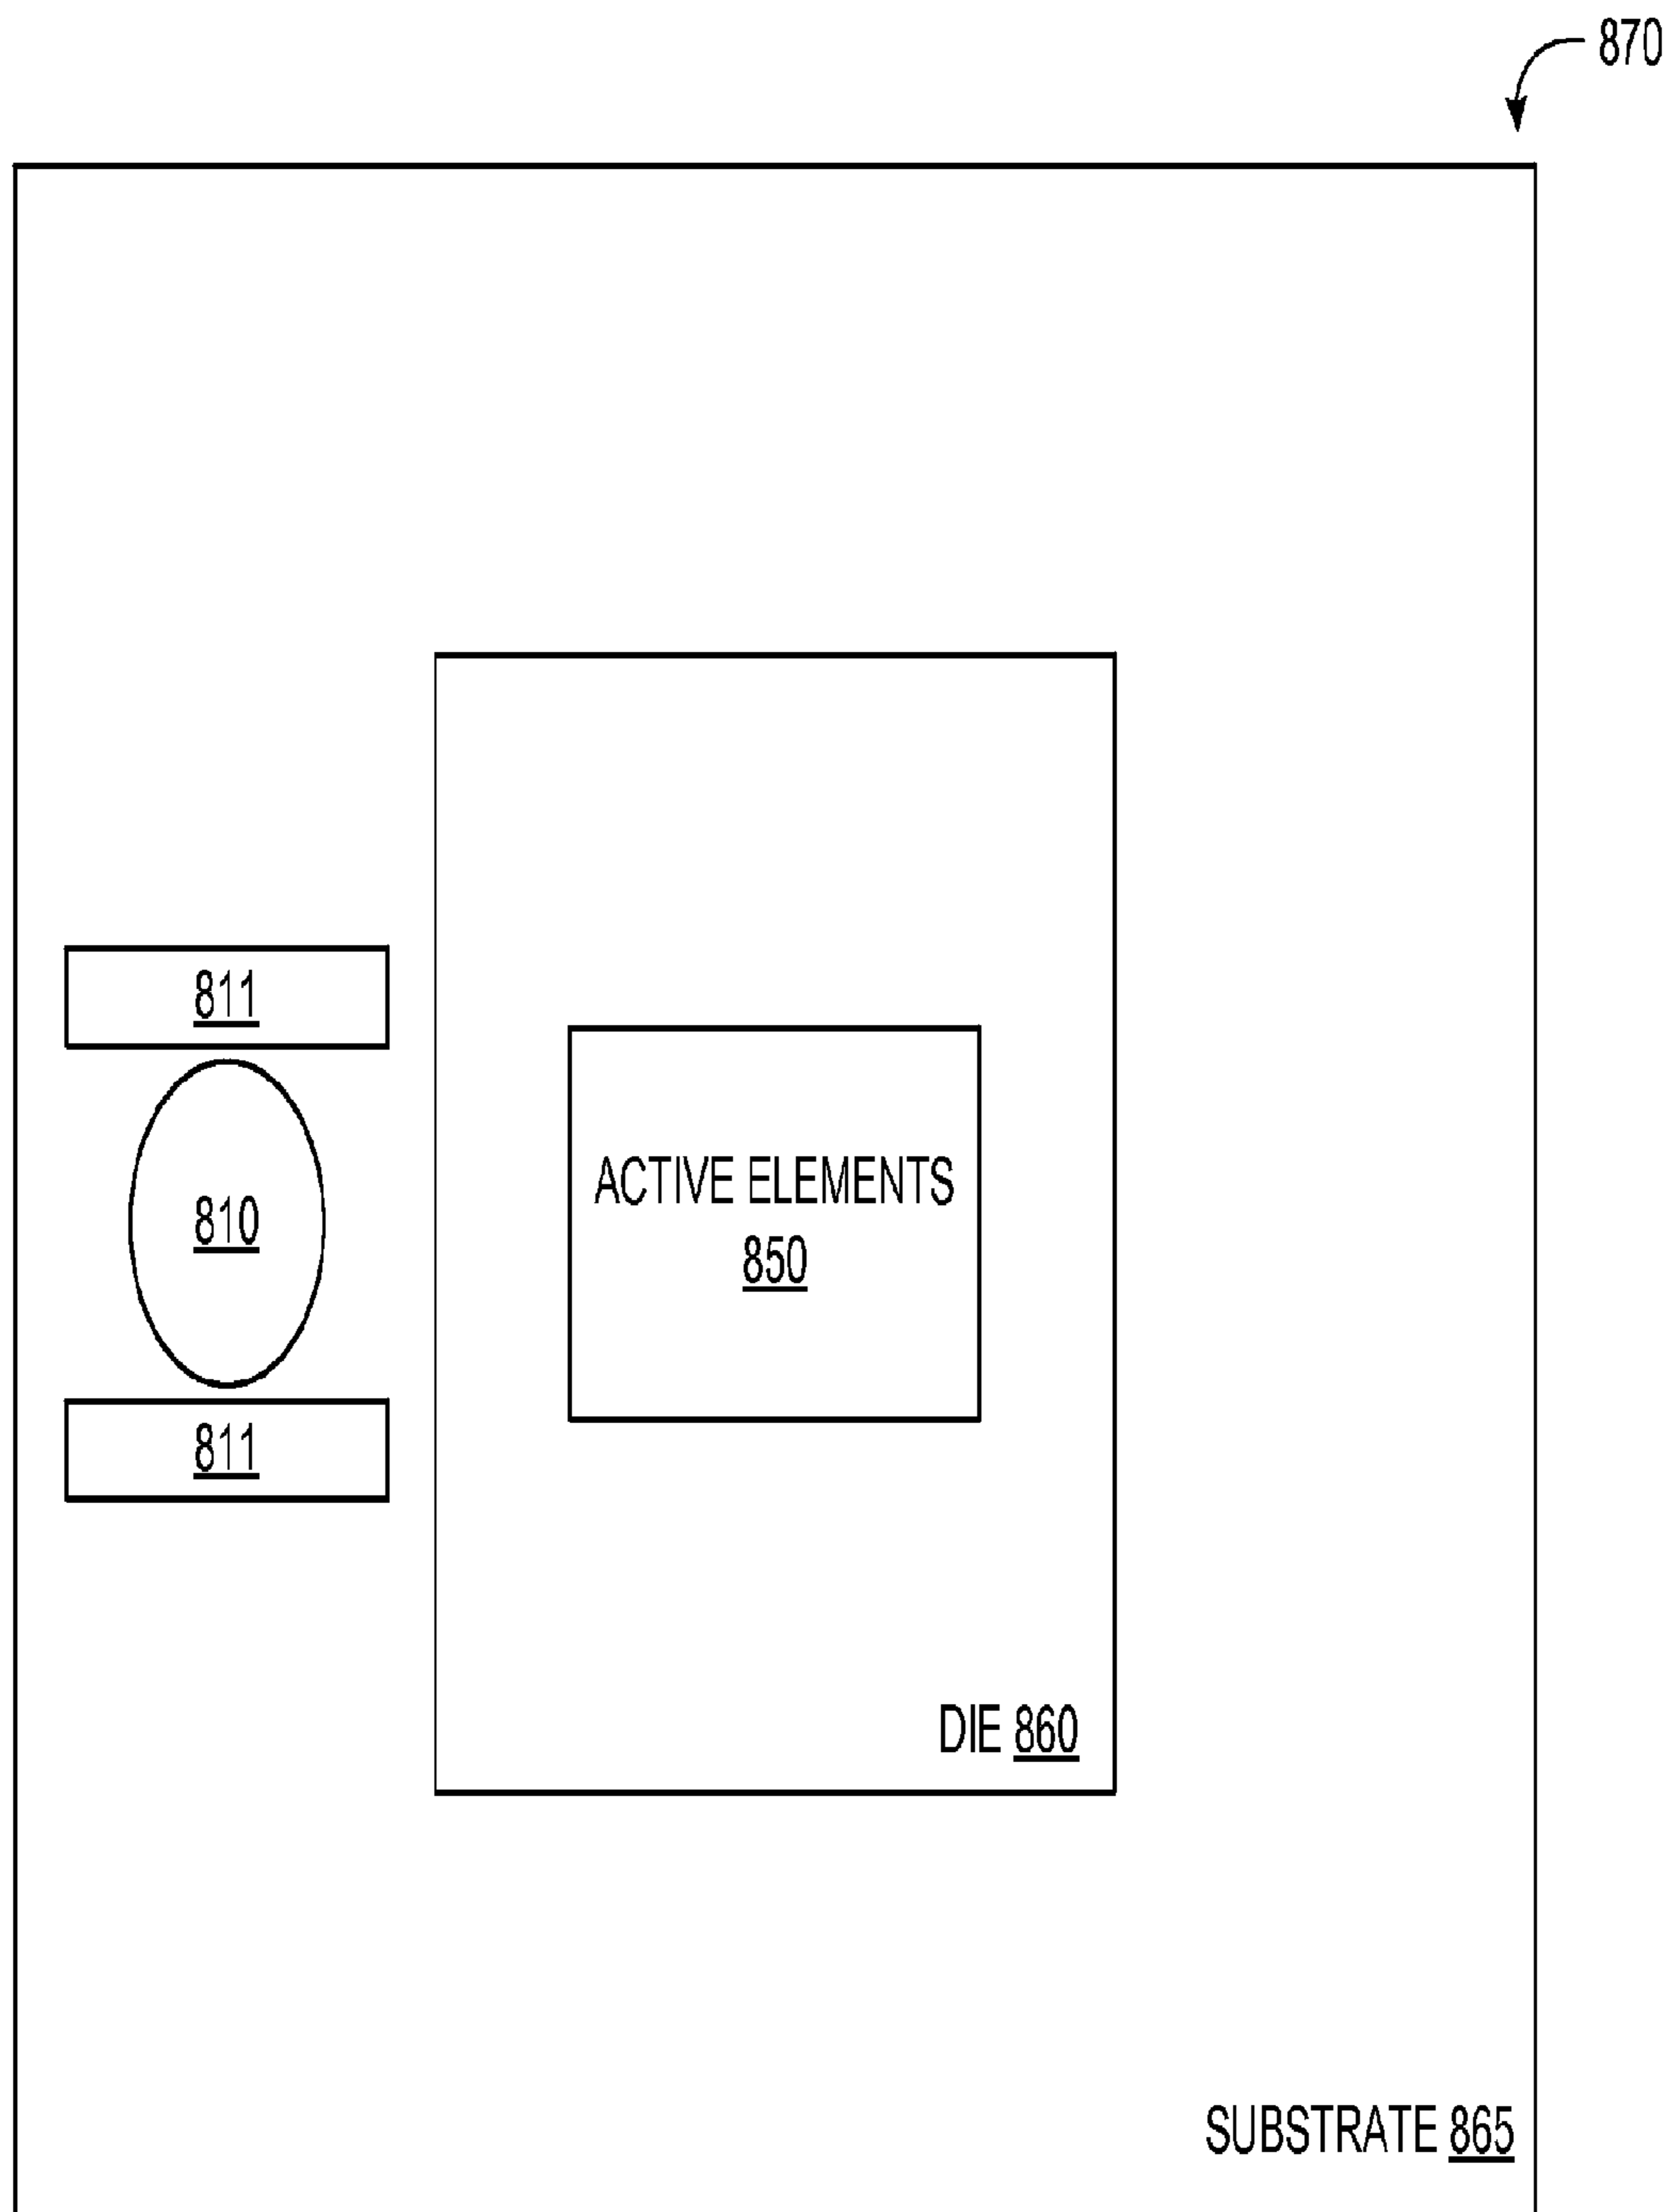 870
811
810
811
ACTIVE ELEMENTS
850
DIE 860
SUBSTRATE 865